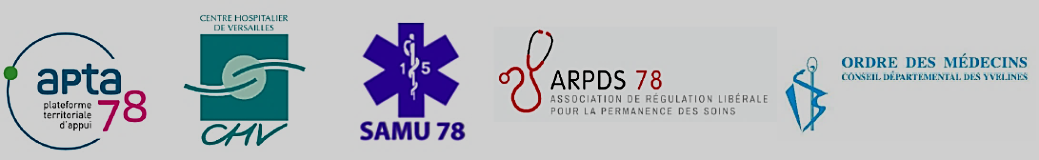 apta
plateforme
territoriale
d'appui
78
CENTRE HOSPITALIER
DE VERSAILLES
CHV
1 5
SAMU 78
ARPDS 78
ASSOCIATION DE RÉGULATION LIBÉRALE
POUR LA PERMANENCE DES SOINS
ORDRE DES MÉDECINS
CONSEIL DÉPARTEMENTAL DES YVELINES